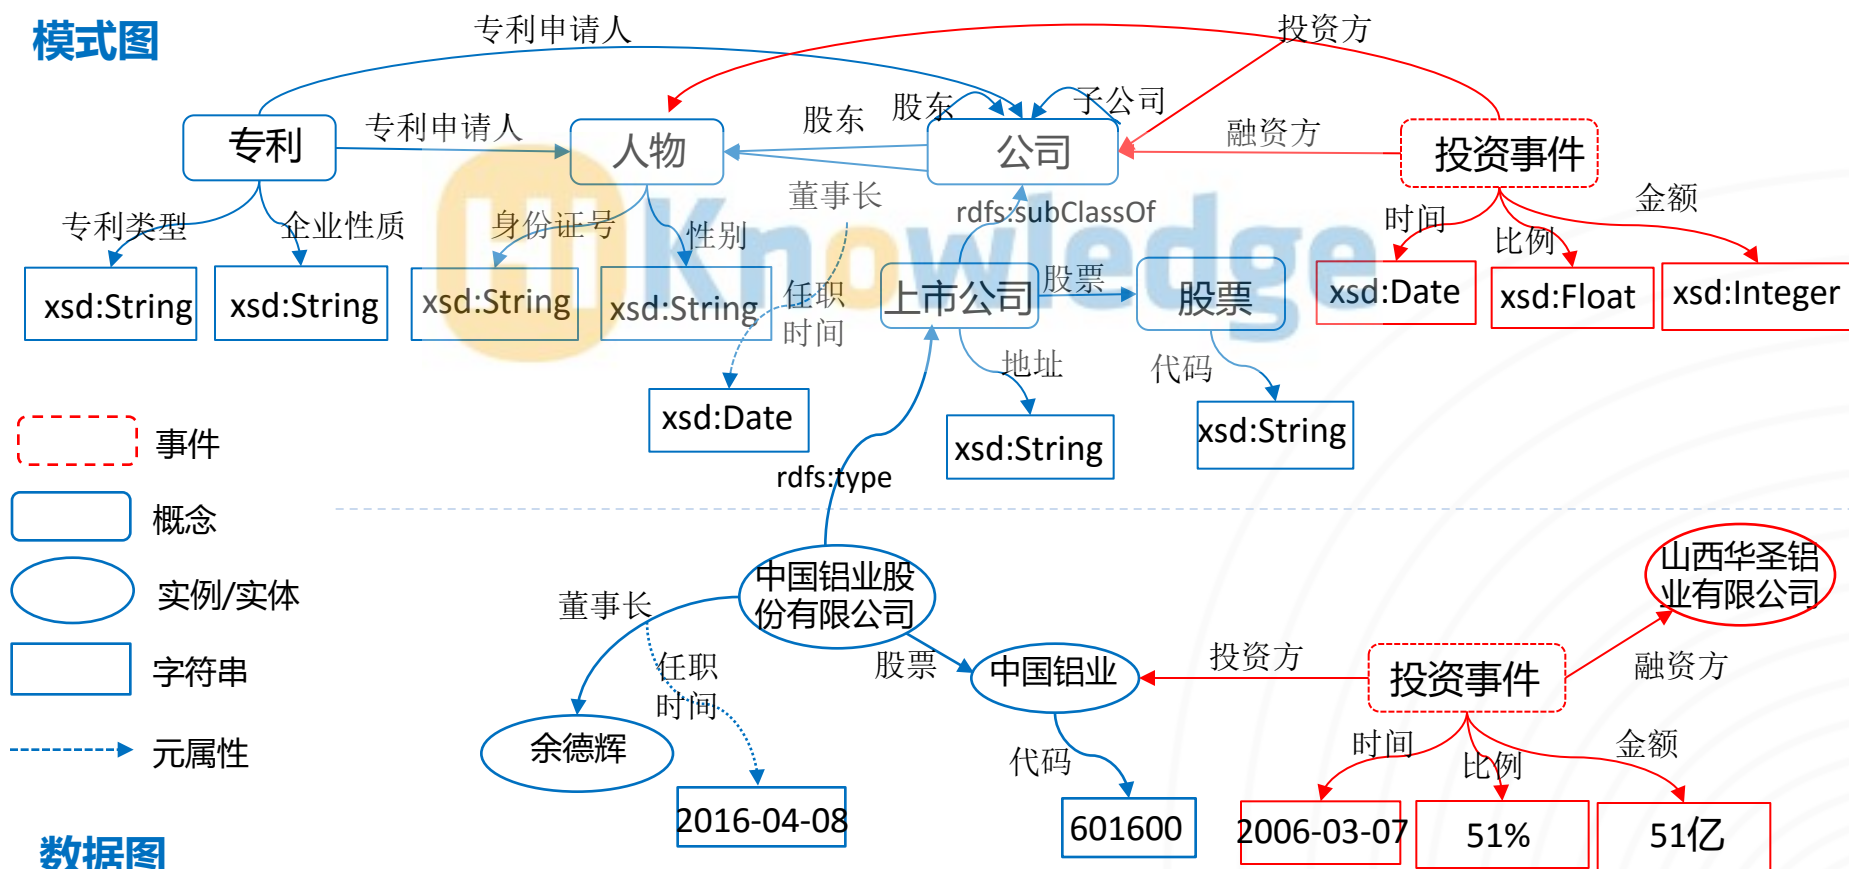 模式图
专利申请人
投资方
专利申请人
股东
股东
子公司
融资方
专利
人物
公司
投资事件
专利类型
企业性质
身份证号
性别
董事长
rdfs:subClassOf
时间
比例
金额
Hi Knowledge
xsd:String
xsd:String
xsd:String
xsd:String
任职
时间
上市公司
股票
股票
xsd:Date
xsd:Float
xsd:Integer
地址
代码
xsd:Date
xsd:String
xsd:String
rdfs:type
事件
概念
实例/实体
字符串
元属性
中国铝业股
份有限公司
山西华圣铝
业有限公司
董事长
任职
时间
股票
中国铝业
投资方
投资事件
融资方
余德辉
代码
时间
比例
金额
2016-04-08
601600
2006-03-07
51%
51亿
数据图